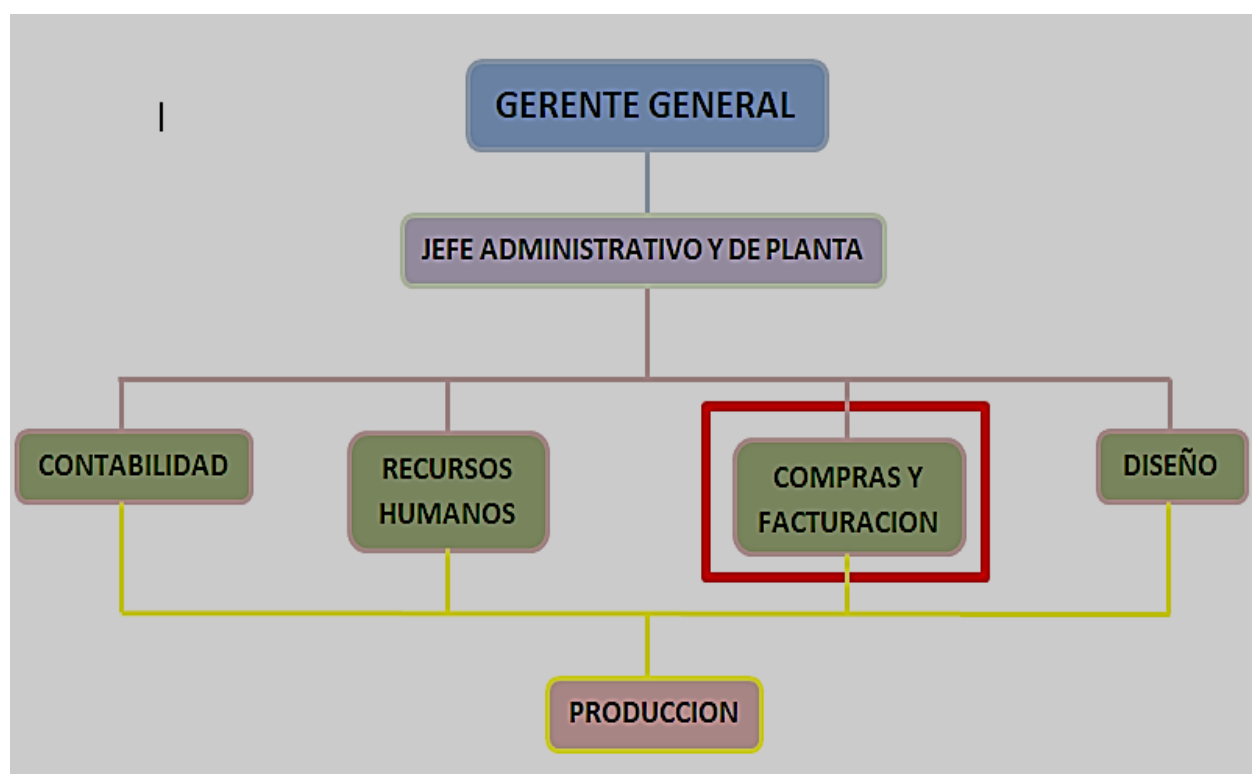 GERENTE GENERAL
JEFE ADMINISTRATIVO Y DE PLANTA
CONTABILIDAD
RECURSOS
HUMANOS
COMPRAS Y
FACTURACION
DISEÑO
PRODUCCION